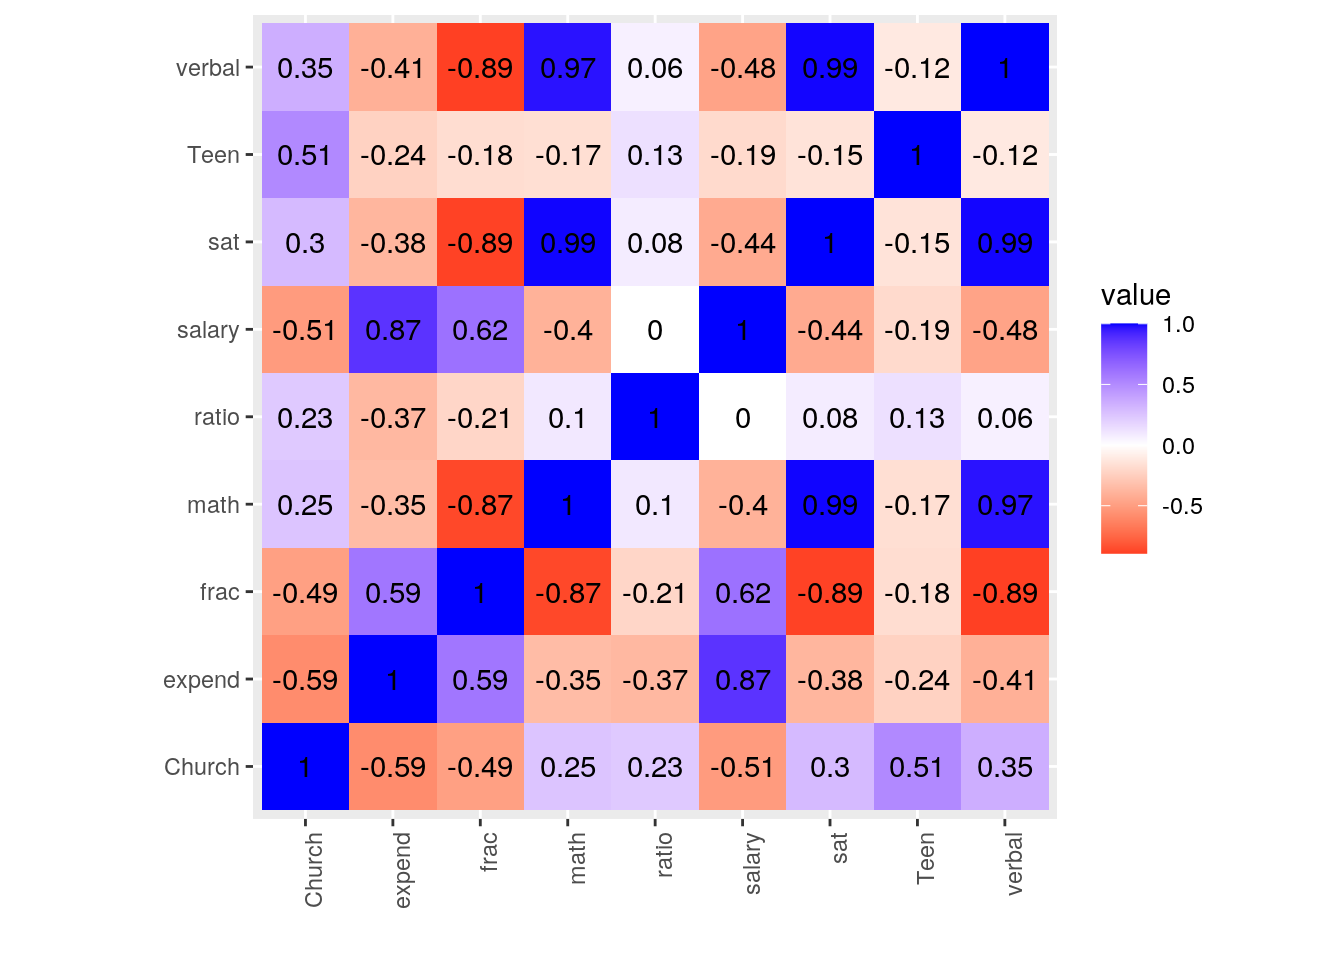 verbal 0.35 -0.41 -0.89 0.97 0.06 -0.48 0.99 -0.12 1
Teen 0.51 -0.24 -0.18 -0.17 0.13 -0.19 -0.15 1 -0.12
sat 0.3 -0.38 -0.89 0.99 0.08 -0.44 1 -0.15 0.99
salary -0.51 0.87 0.62 -0.4 0 1 -0.44 -0.19 -0.48
ratio 0.23 -0.37 -0.21 0.1 1 0 0.08 0.13 0.06
math 0.25 -0.35 -0.87 1 0.1 -0.4 0.99 -0.17 0.97
frac -0.49 0.59 1 -0.87 -0.21 0.62 -0.89 -0.18 -0.89
expend -0.59 1 0.59 -0.35 -0.37 0.87 -0.38 -0.24 -0.41
Church 1 -0.59 -0.49 0.25 0.23 -0.51 0.3 0.51 0.35
Church expend frac math ratio salary sat Teen verbal
value
1.0
0.5
0.0
-0.5